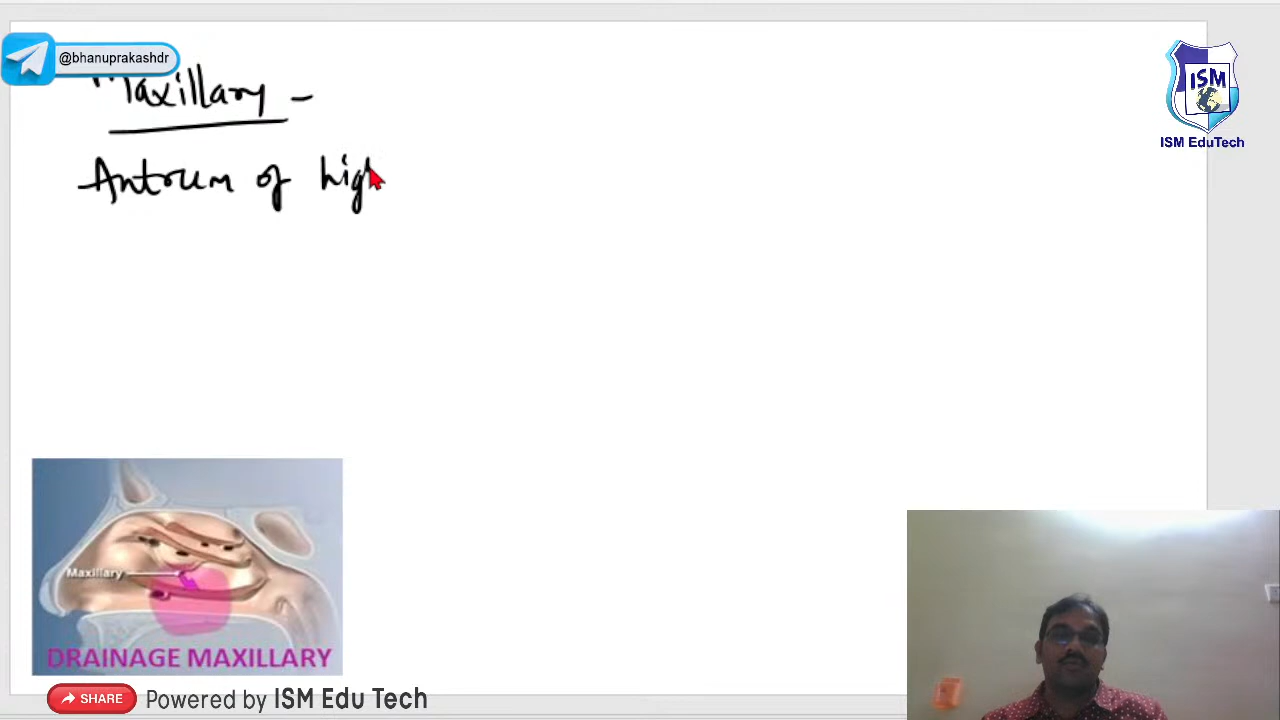 @bhanuprakashdr
Maxillary -
Antrum of high
ISM
ISM EduTech
Maxillary
DRAINAGE MAXILLARY
SHARE
Powered by ISM Edu Tech